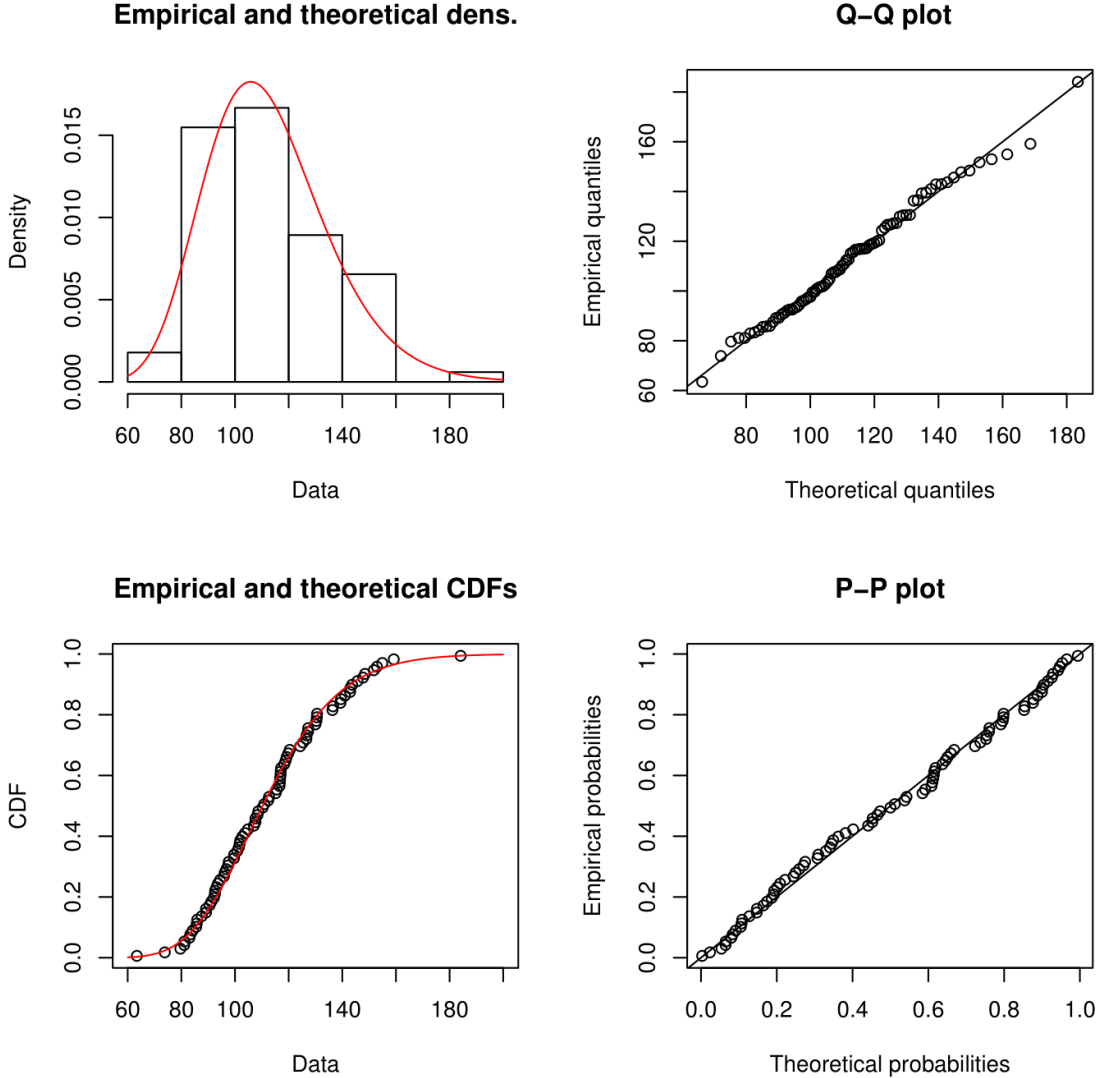 Empirical and theoretical dens.
Density
0.000 0.005 0.010 0.015
60 80 100 140 180
Data
Q−Q plot
Empirical quantiles
60 80 120 160
80 100 120 140 160 180
Theoretical quantiles
Empirical and theoretical CDFs
CDF
0.0 0.2 0.4 0.6 0.8 1.0
60 80 100 140 180
Data
P−P plot
Empirical probabilities
0.0 0.2 0.4 0.6 0.8 1.0
0.0 0.2 0.4 0.6 0.8 1.0
Theoretical probabilities